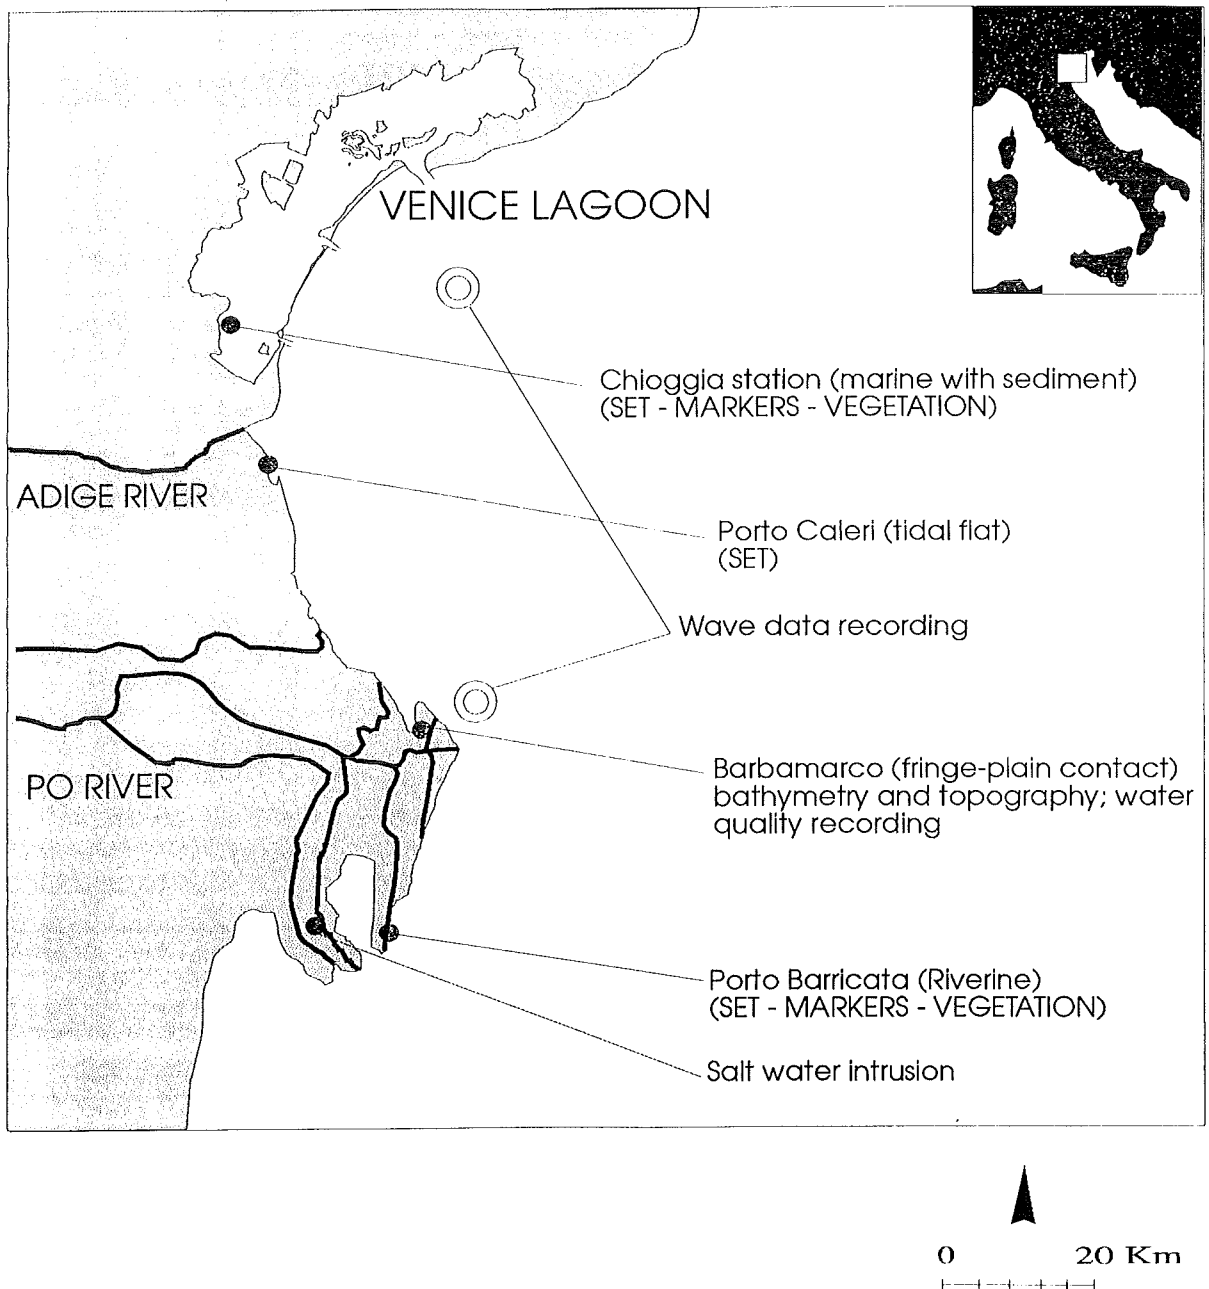 VENICE LAGOON
Chioggia station (marine with sediment)
(SET - MARKERS - VEGETATION)
ADIGE RIVER
Porto Caleri (tidal flat)
(SET)
Wave data recording
PO RIVER
Barbamarco (fringe-plain contact)
bathymetry and topography; water
quality recording
Porto Barricata (Riverine)
(SET - MARKERS - VEGETATION)
Salt water intrusion
0 20 Km